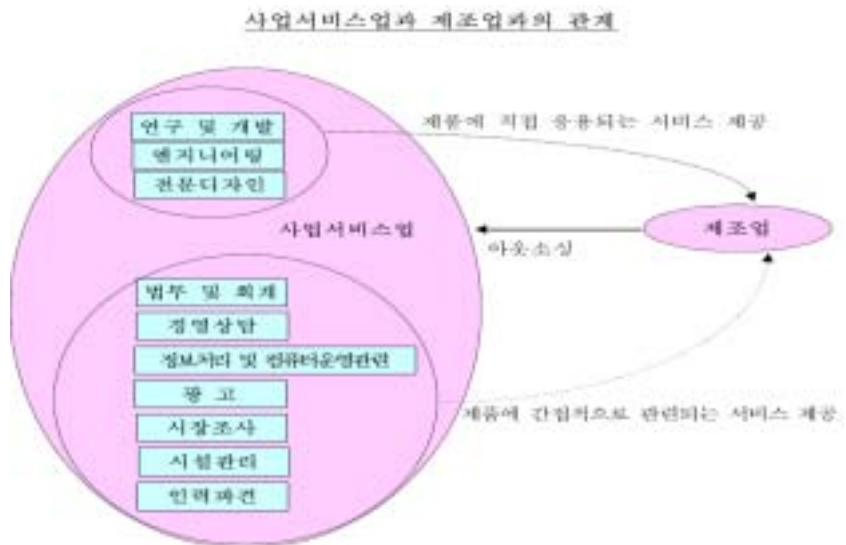 사업서비스업과 제조업과의 관계
연구 및 개발
엔지니어링
전문디자인
제품에 직접 응용되는 서비스 제공
사업서비스업
제조업
아웃소싱
법무 및 회계
경영상담
정보처리 및 컴퓨터운영관련
광 고
제품에 간접적으로 관련되는 서비스 제공
시장조사
시설관리
인력파견